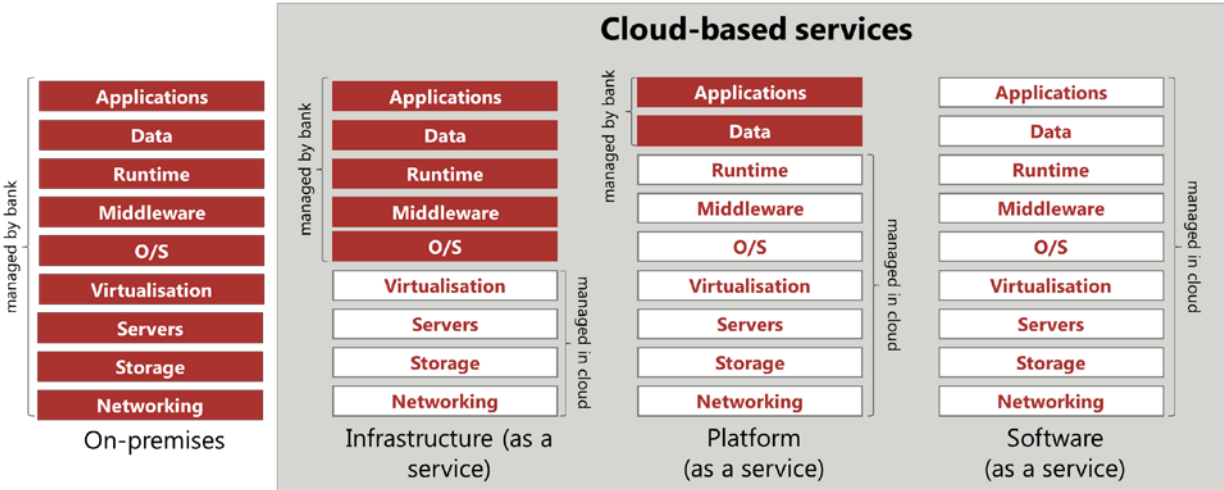 Cloud-based services
managed by bank
Applications
Data
Runtime
Middleware
O/S
Virtualisation
Servers
Storage
Networking
On-premises
managed by bank
Applications
Data
Runtime
Middleware
O/S
Virtualisation
Servers
Storage
Networking
managed in cloud
Infrastructure (as a
service)
managed by bank
Applications
Data
Runtime
Middleware
O/S
Virtualisation
Servers
Storage
Networking
managed in cloud
Platform
(as a service)
Applications
Data
Runtime
Middleware
O/S
Virtualisation
Servers
Storage
Networking
managed in cloud
Software
(as a service)